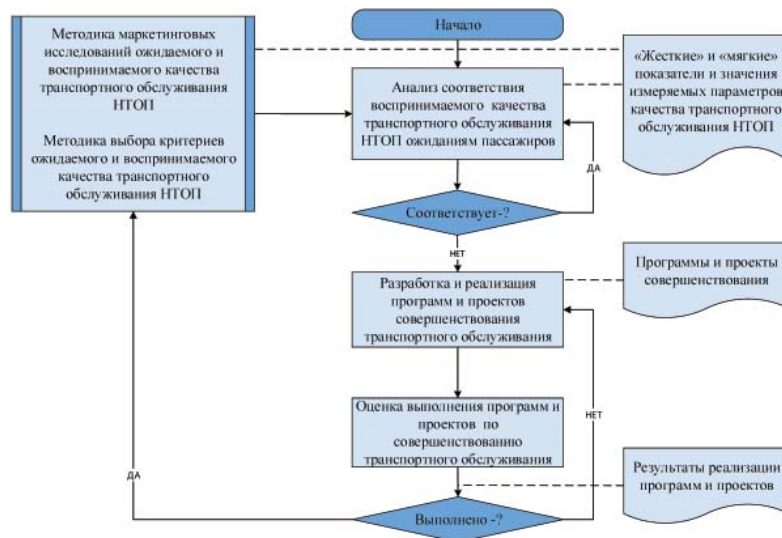 Начало
Методика маркетинговых
исследований ожидаемого и
воспринимаемого качества
транспортного обслуживания
НТОП
Методика выбора критериев
ожидаемого и воспринимаемого
качества транспортного
обслуживания НТОП
Анализ соответствия
воспринимаемого качества
транспортного обслуживания
НТОП ожиданиям пассажиров
«Жесткие» и «мягкие»
показатели и значения
измеряемых параметров
качества транспортного
обслуживания НТОП
ДА
Соответствует-?
НЕТ
Разработка и реализация
программ и проектов
совершенствования
транспортного обслуживания
Программы и проекты
совершенствования
Оценка выполнения программ и
проектов по
совершенствованию
транспортного обслуживания
НЕТ
ДА
Результаты реализации
программ и проектов
Выполнено -?